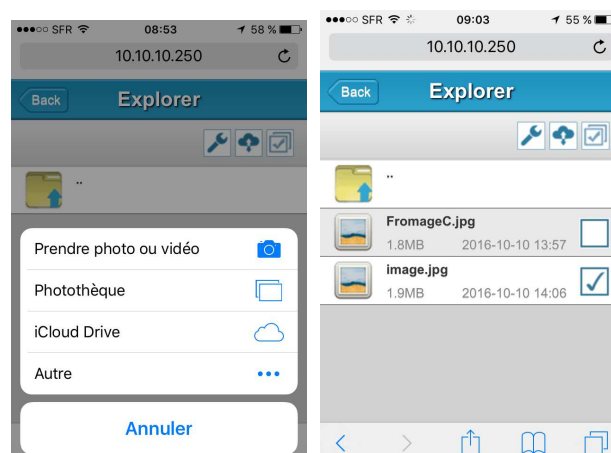 SFR 08:53 58 %
10.10.10.250
Back Explorer
..
Prendre photo ou vidéo
Photothèque
iCloud Drive
Autre
Annuler
SFR 09:03 55 %
10.10.10.250
Back Explorer
..
FromageC.jpg
1.8MB 2016-10-10 13:57
image.jpg
1.9MB 2016-10-10 14:06